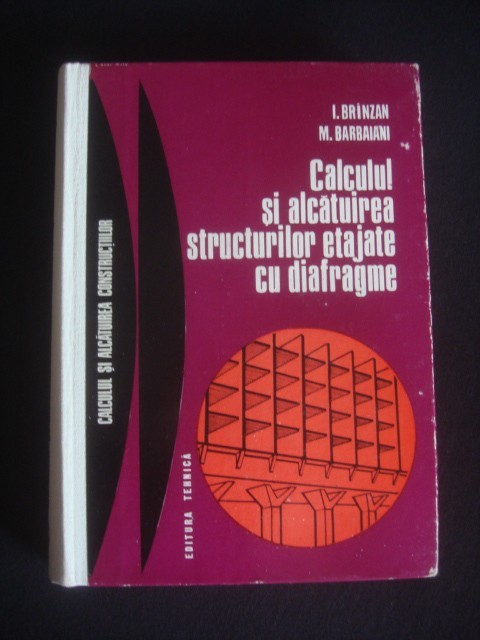 I. BRÎNZAN
M. BARBAIANI
Calculul
și alcătuirea
structurilor etajate
cu diafragme
CALCULUL ȘI ALCĂTUIREA CONSTRUCȚIILOR
EDITURA TEHNICĂ